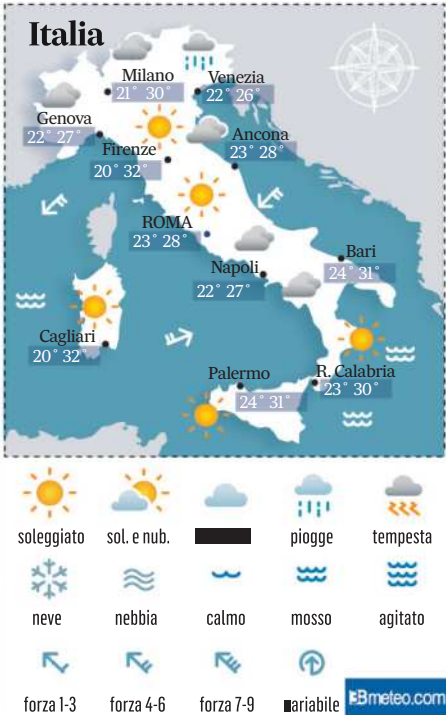 Italia
Milano
21° 30°
Venezia
22° 26°
Genova
22° 27°
Firenze
20° 32°
Ancona
23° 28°
ROMA
23° 28°
Bari
24° 31°
Napoli
22° 27°
Cagliari
20° 32°
Palermo
24° 31°
R. Calabria
23° 30°
soleggiato sol. e nub. piogge tempesta
neve nebbia calmo mosso agitato
forza 1-3 forza 4-6 forza 7-9 ariabile
3Bmeteo.com